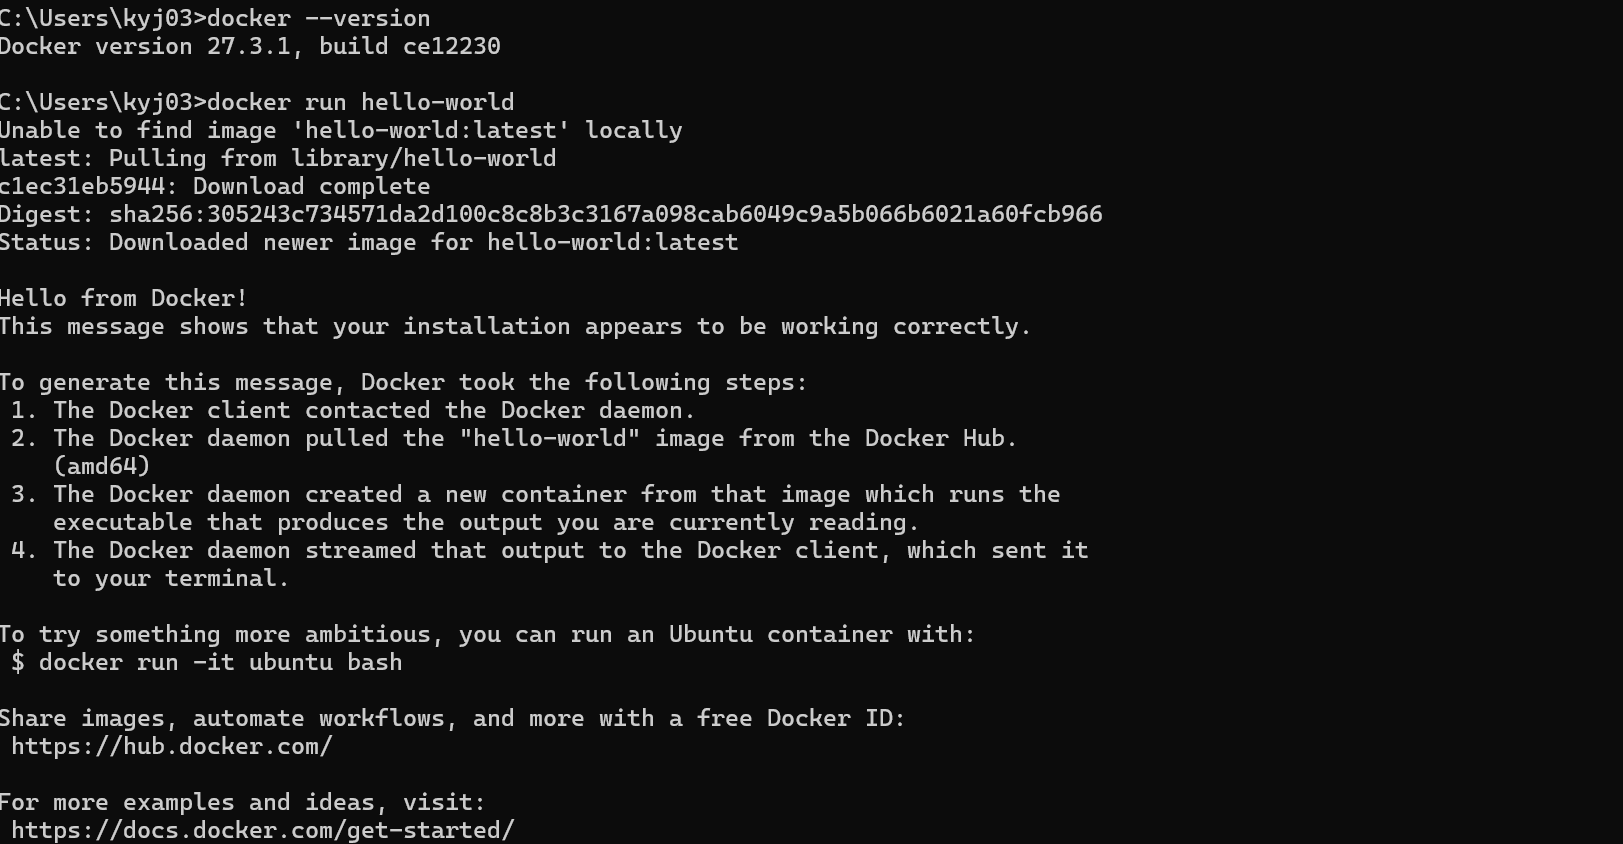 C:\Users\kyj03>docker --version
Docker version 27.3.1, build ce12230
C:\Users\kyj03>docker run hello-world
Unable to find image 'hello-world:latest' locally
latest: Pulling from library/hello-world
c1ec31eb5944: Download complete
Digest: sha256:305243c734571da2d100c8c8b3c3167a098cab6049c9a5b066b6021a60fcb966
Status: Downloaded newer image for hello-world:latest
Hello from Docker!
This message shows that your installation appears to be working correctly.
To generate this message, Docker took the following steps:
1. The Docker client contacted the Docker daemon.
2. The Docker daemon pulled the "hello-world" image from the Docker Hub.
(amd64)
3. The Docker daemon created a new container from that image which runs the
executable that produces the output you are currently reading.
4. The Docker daemon streamed that output to the Docker client, which sent it
to your terminal.
To try something more ambitious, you can run an Ubuntu container with:
$ docker run -it ubuntu bash
Share images, automate workflows, and more with a free Docker ID:
https://hub.docker.com/
For more examples and ideas, visit:
https://docs.docker.com/get-started/